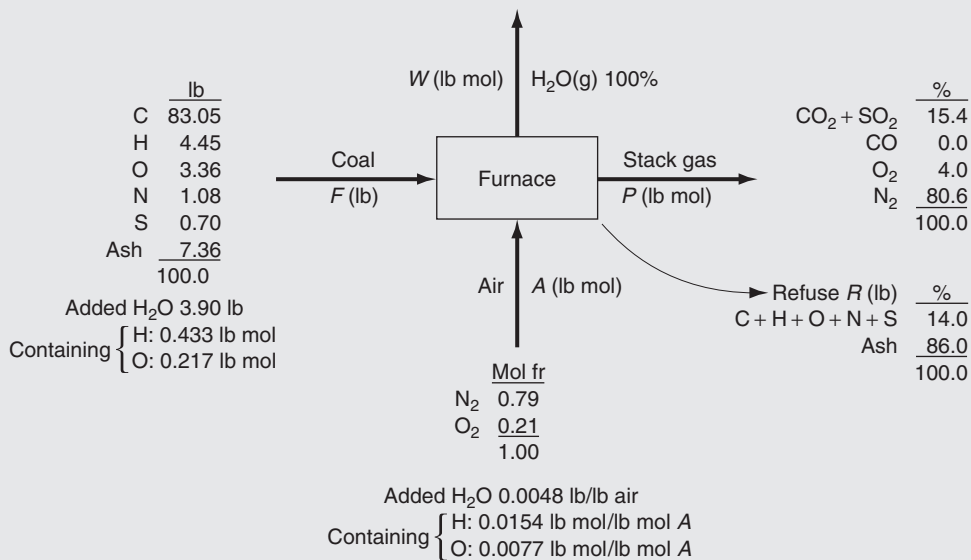 lb
C 83.05
H 4.45
O 3.36
N 1.08
S 0.70
Ash 7.36
100.0
Added H₂O 3.90 lb
Containing { H: 0.433 lb mol
O: 0.217 lb mol
Coal
F (lb)
W (lb mol)
H₂O(g) 100%
Furnace
Stack gas
P (lb mol)
Air
A (lb mol)
Mol fr
N₂ 0.79
O₂ 0.21
1.00
Added H₂O 0.0048 lb/lb air
Containing { H: 0.0154 lb mol/lb mol A
O: 0.0077 lb mol/lb mol A
%
CO₂ + SO₂ 15.4
CO 0.0
O₂ 4.0
N₂ 80.6
100.0
Refuse R (lb) %
C + H + O + N + S 14.0
Ash 86.0
100.0